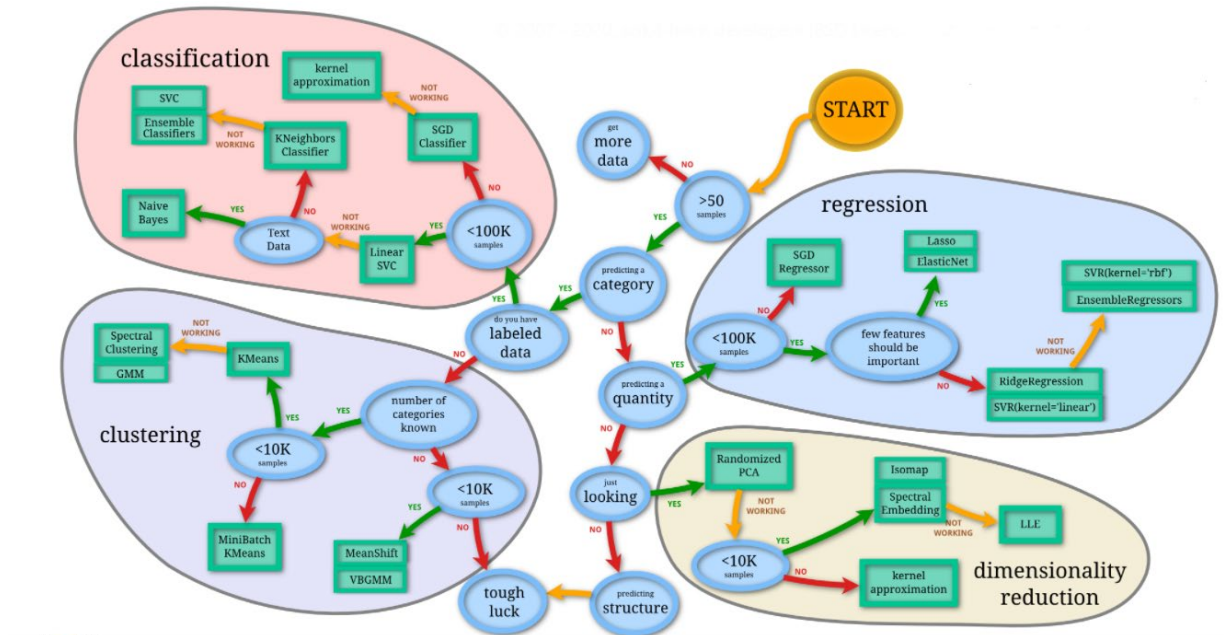 classification
kernel
approximation
NOT
WORKING
SVC
Ensemble
Classifiers
NOT
WORKING
KNeighbors
Classifier
SGD
Classifier
NO
Naive
Bayes
YES
NO
Text
Data
NOT
WORKING
Linear
SVC
YES
<100K
samples
START
get
more
data
NO
>50
samples
YES
predicting a
category
YES
NO
YES
do you have
labeled
data
NO
predicting a
quantity
YES
NO
just
looking
YES
NO
predicting
structure
tough
luck
regression
SGD
Regressor
NO
<100K
samples
YES
Lasso
ElasticNet
YES
few features
should be
important
NO
SVR(kernel='rbf')
EnsembleRegressors
NOT
WORKING
RidgeRegression
SVR(kernel='linear')
clustering
Spectral
Clustering
GMM
NOT
WORKING
KMeans
YES
<10K
samples
NO
MiniBatch
KMeans
YES
number of
categories
known
NO
<10K
samples
YES
NO
MeanShift
VBGMM
Randomized
PCA
NOT
WORKING
<10K
samples
YES
NO
Isomap
Spectral
Embedding
NOT
WORKING
LLE
kernel
approximation
dimensionality
reduction